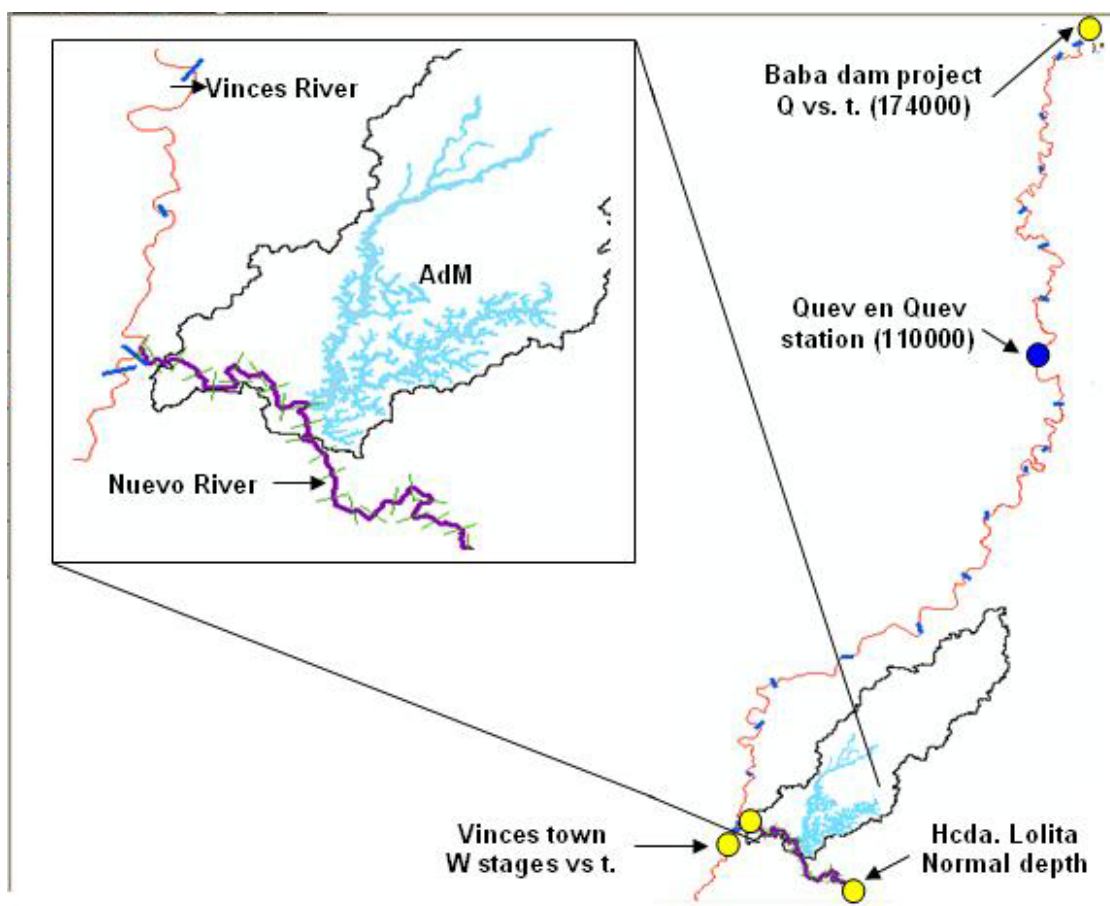 Vinces River
AdM
Nuevo River
Baba dam project
Q vs. t. (174000)
Quev en Quev
station (110000)
Vinces town
W stages vs t.
Hcda. Lolita
Normal depth